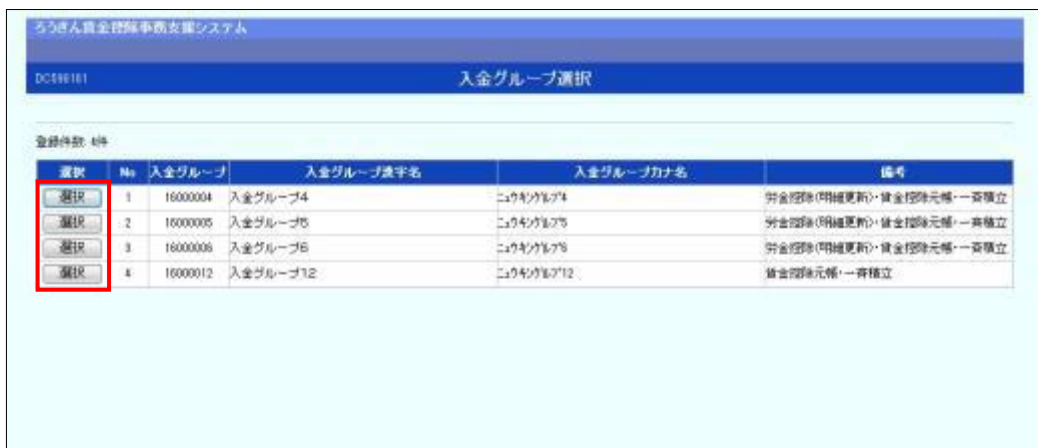 ろうきん賃金控除事務支援システム
入金グループ選択
登録件数 4件
選択 No 入金グループ 入金グループ漢字名 入金グループカナ名 備考
選択 1 16000004 入金グループ4 ニュウキングループ4 労金控除(明細更新)・賃金控除元帳・一斉積立
選択 2 16000005 入金グループ5 ニュウキングループ5 労金控除(明細更新)・賃金控除元帳・一斉積立
選択 3 16000006 入金グループ6 ニュウキングループ6 労金控除(明細更新)・賃金控除元帳・一斉積立
選択 4 16000012 入金グループ12 ニュウキングループ12 賃金控除元帳・一斉積立